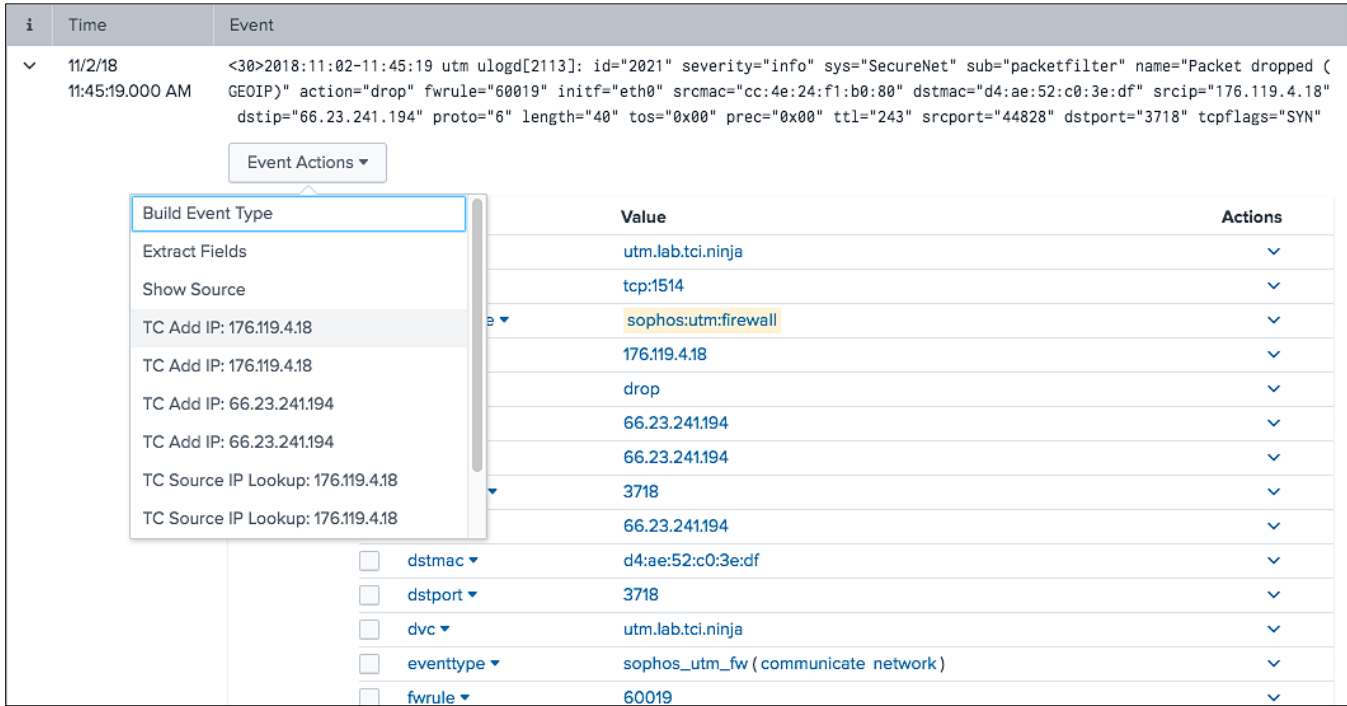 i Time Event
11/2/18 <30>2018:11:02-11:45:19 utm ulogd[2113]: id="2021" severity="info" sys="SecureNet" sub="packetfilter" name="Packet dropped (
11:45:19.000 AM GEOIP)" action="drop" fwrule="60019" initf="eth0" srcmac="cc:4e:24:f1:b0:80" dstmac="d4:ae:52:c0:3e:df" srcip="176.119.4.18"
dstip="66.23.241.194" proto="6" length="40" tos="0x00" prec="0x00" ttl="243" srcport="44828" dstport="3718" tcpflags="SYN"
Event Actions
Build Event Type
Extract Fields
Show Source
TC Add IP: 176.119.4.18
TC Add IP: 176.119.4.18
TC Add IP: 66.23.241.194
TC Add IP: 66.23.241.194
TC Source IP Lookup: 176.119.4.18
TC Source IP Lookup: 176.119.4.18
Value Actions
utm.lab.tci.ninja
tcp:1514
e sophos:utm:firewall
176.119.4.18
drop
66.23.241.194
66.23.241.194
3718
66.23.241.194
dstmac d4:ae:52:c0:3e:df
dstport 3718
dvc utm.lab.tci.ninja
eventtype sophos_utm_fw (communicate network)
fwrule 60019